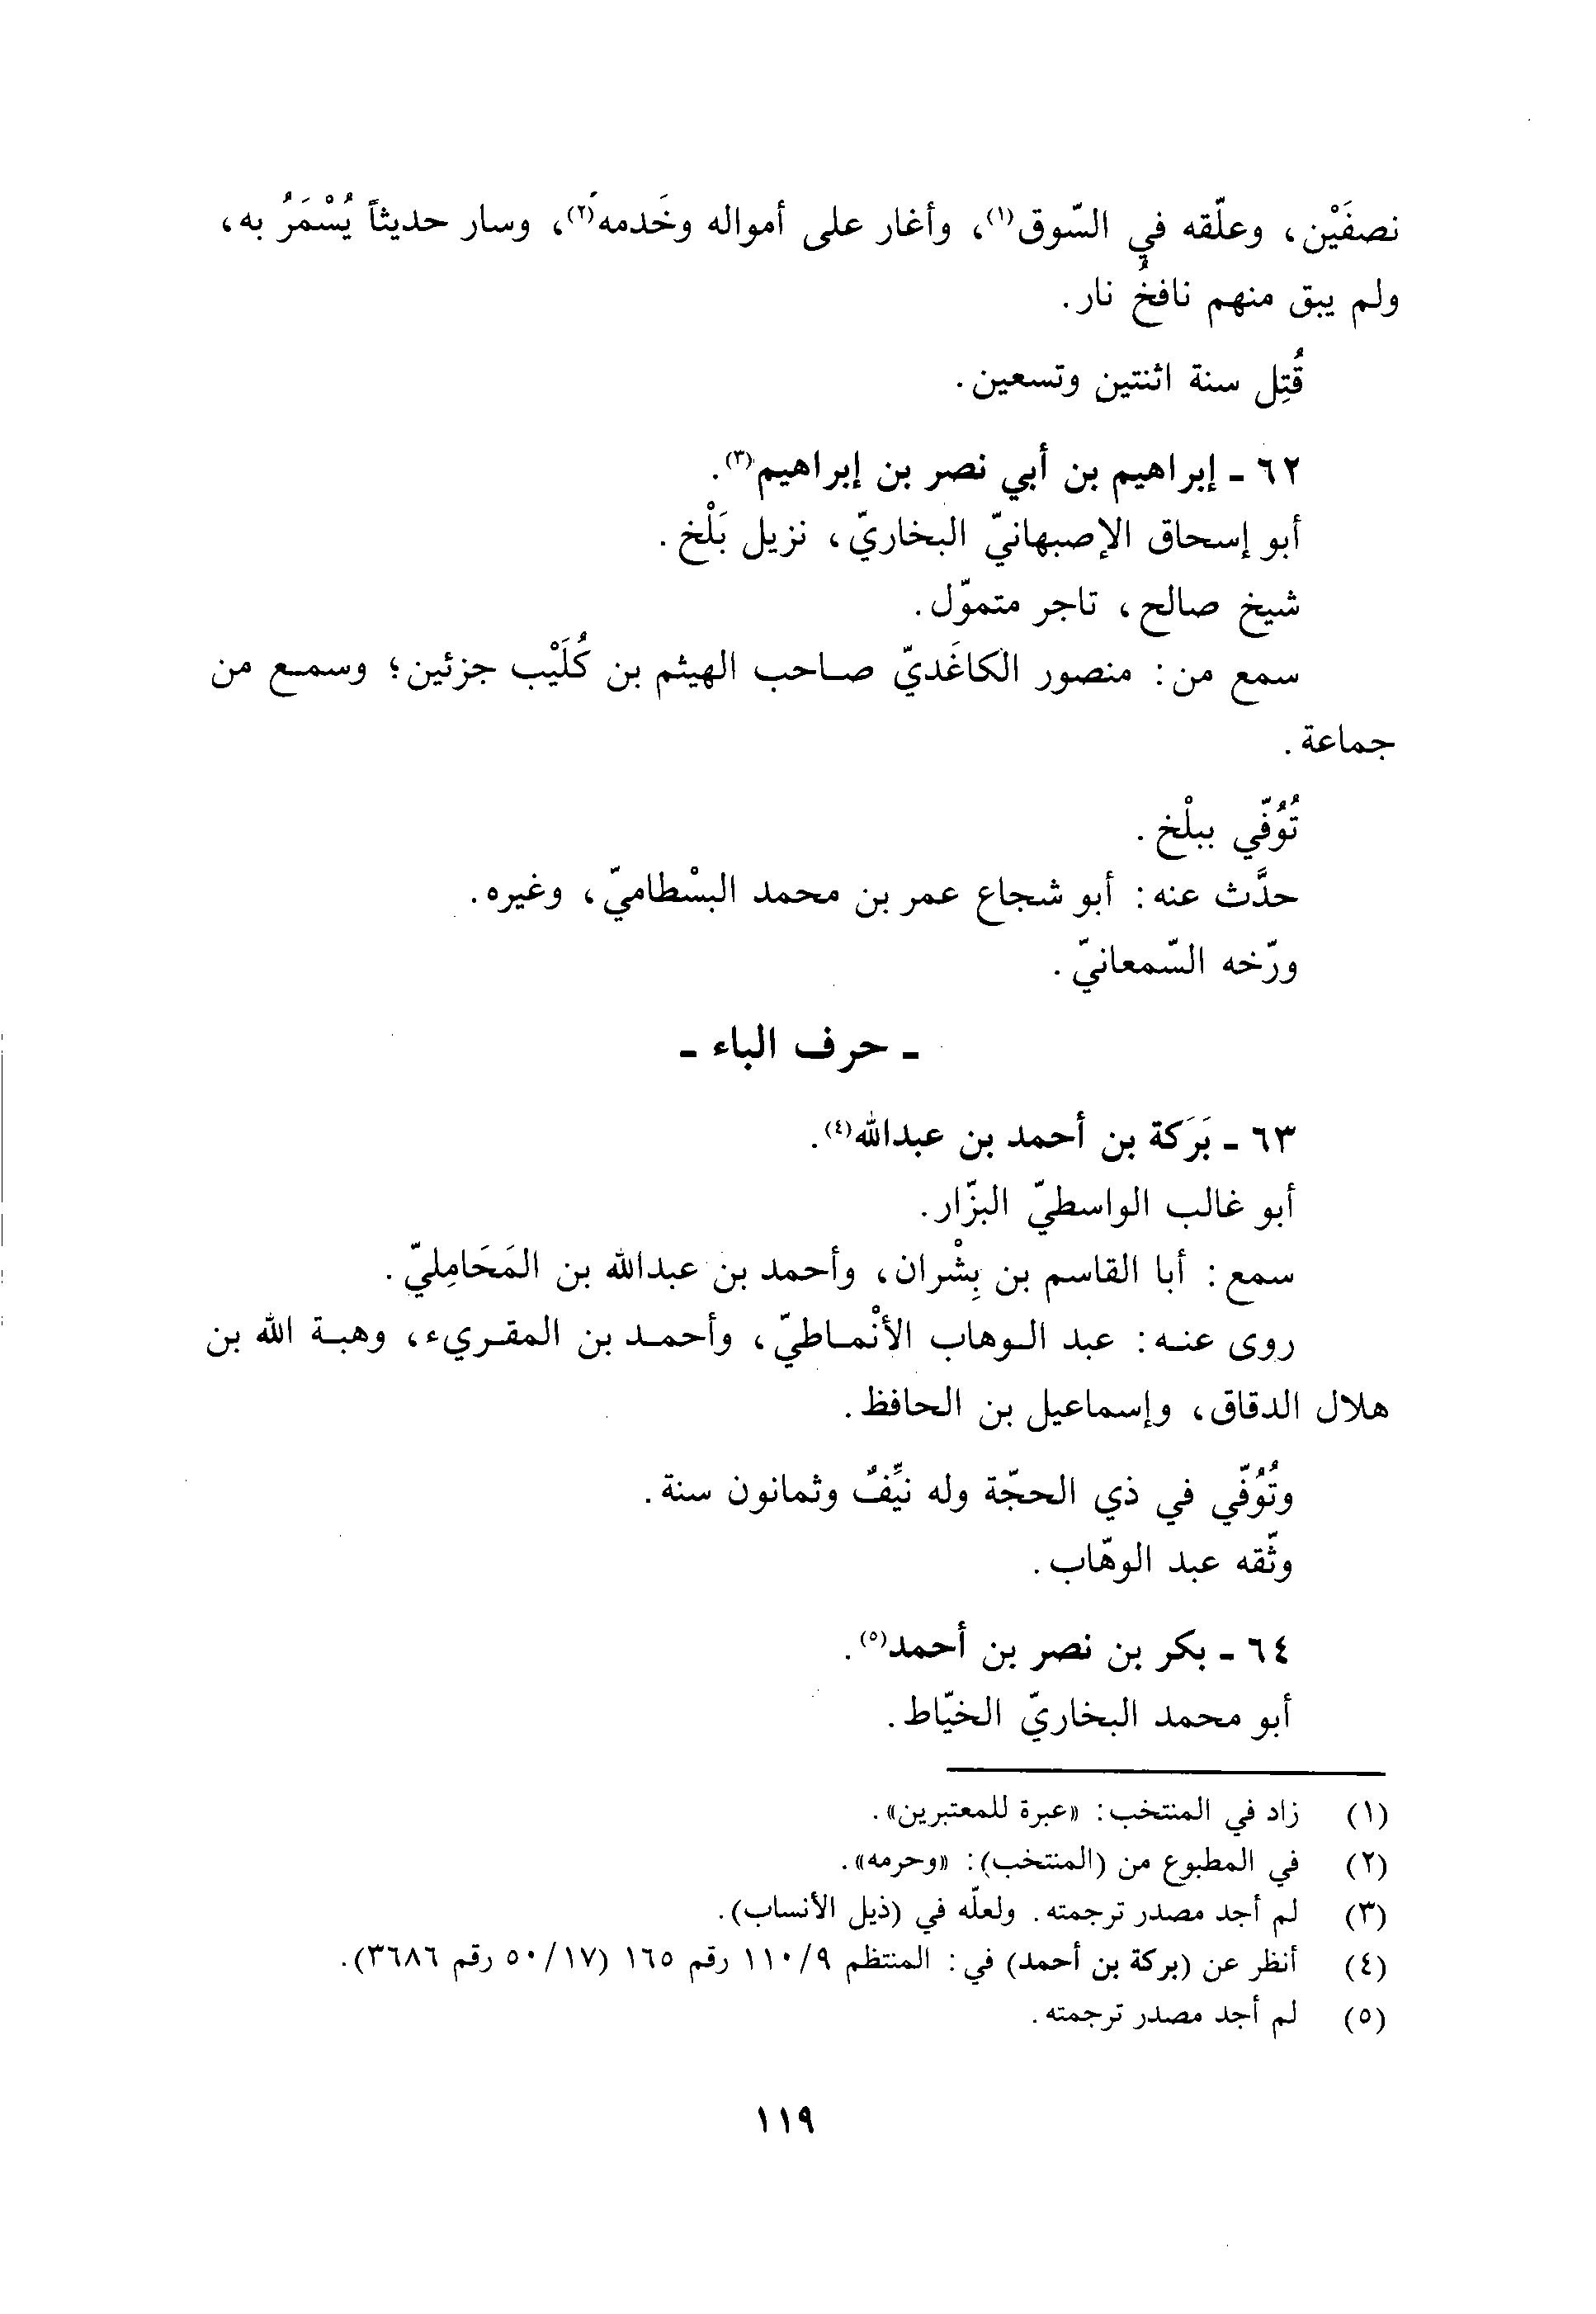 نصفَيْن، وعلّقه في السّوق(١)، وأغار على أمواله وخَدمه(٢)، وسار حديثاً يُسْمَرُ به،
ولم يبق منهم نافخُ نار.
قُتِل سنة اثنتين وتسعين.
٦٢ - إبراهيم بن أبي نصر بن إبراهيم(٣).
أبو إسحاق الإصبهانيّ البخاريّ، نزيل بَلْخ.
شيخ صالح، تاجر متموّل.
سمع من: منصور الكاغَديّ صاحب الهيثم بن كُلَيْب جزئين؛ وسمع من
جماعة.
تُوُفّي ببلْخ.
حدَّث عنه: أبو شجاع عمر بن محمد البسْطاميّ، وغيره.
ورّخه السّمعانيّ.
- حرف الباء -
٦٣ - بَرَكة بن أحمد بن عبدالله(٤).
أبو غالب الواسطيّ البزّار.
سمع: أبا القاسم بن بِشْران، وأحمد بن عبدالله بن المَحَامِليّ.
روى عنه: عبد الوهاب الأنْماطيّ، وأحمد بن المقريء، وهبة الله بن
هلال الدقاق، وإسماعيل بن الحافظ.
وتُوُفّي في ذي الحجّة وله نيِّفٌ وثمانون سنة.
وثّقه عبد الوهّاب.
٦٤ - بكر بن نصر بن أحمد(٥).
أبو محمد البخاريّ الخيّاط.
(١) زاد في المنتخب: «عبرة للمعتبرين».
(٢) في المطبوع من (المنتخب): «وحرمه».
(٣) لم أجد مصدر ترجمته. ولعلّه في (ذيل الأنساب).
(٤) أنظر عن (بركة بن أحمد) في: المنتظم ٩/١١٠ رقم ١٦٥ (١٧/٥٠ رقم ٣٦٨٦).
(٥) لم أجد مصدر ترجمته.
١١٩